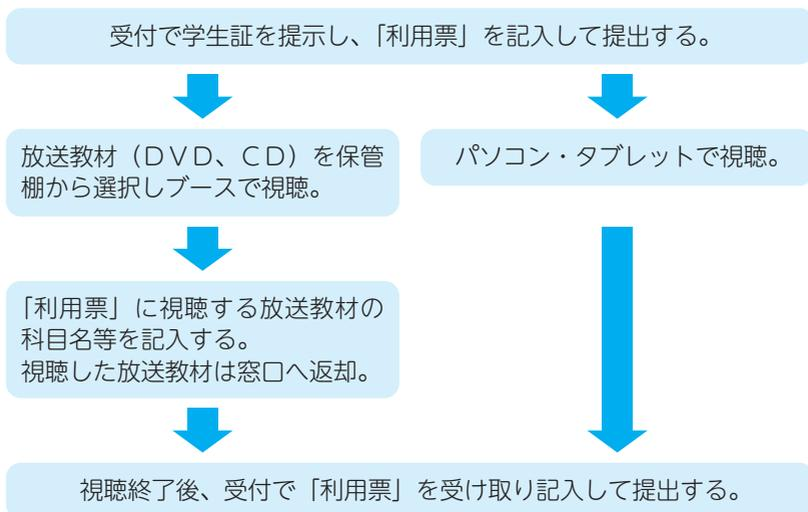 受付で学生証を提示し、「利用票」を記入して提出する。
放送教材（ＤＶＤ、ＣＤ）を保管
棚から選択しブースで視聴。
パソコン・タブレットで視聴。
「利用票」に視聴する放送教材の
科目名等を記入する。
視聴した放送教材は窓口へ返却。
視聴終了後、受付で「利用票」を受け取り記入して提出する。